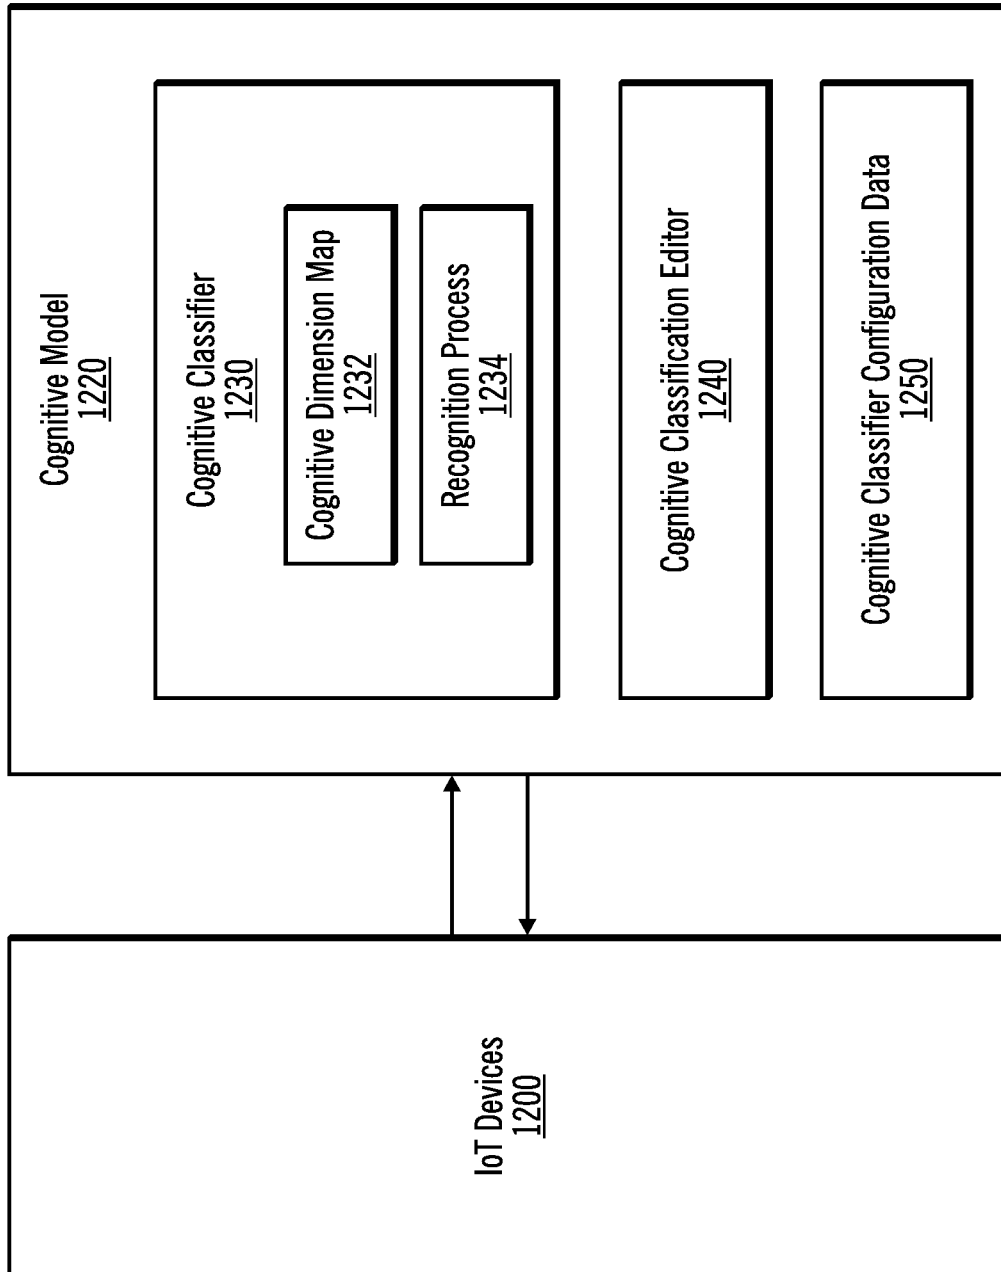 IoT Devices
1200
Cognitive Model
1220
Cognitive Classifier
1230
Cognitive Dimension Map
1232
Recognition Process
1234
Cognitive Classification Editor
1240
Cognitive Classifier Configuration Data
1250